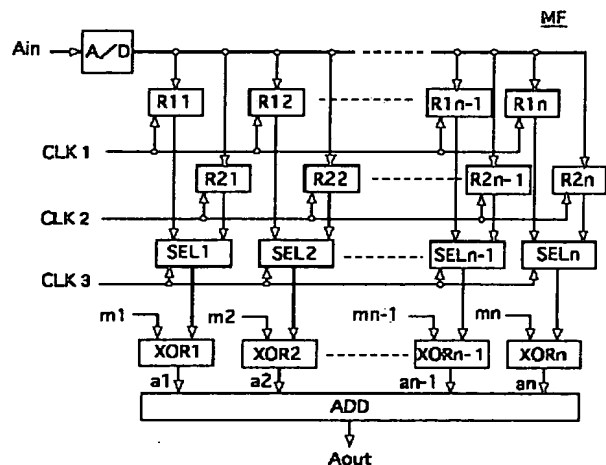 MF
Ain A/D
R11 R12 R1n-1 R1n
CLK 1
R21 R22 R2n-1 R2n
CLK 2
SEL1 SEL2 SELn-1 SELn
CLK 3
m1 m2 mn-1 mn
XOR1 XOR2 XORn-1 XORn
a1 a2 an-1 an
ADD
Aout